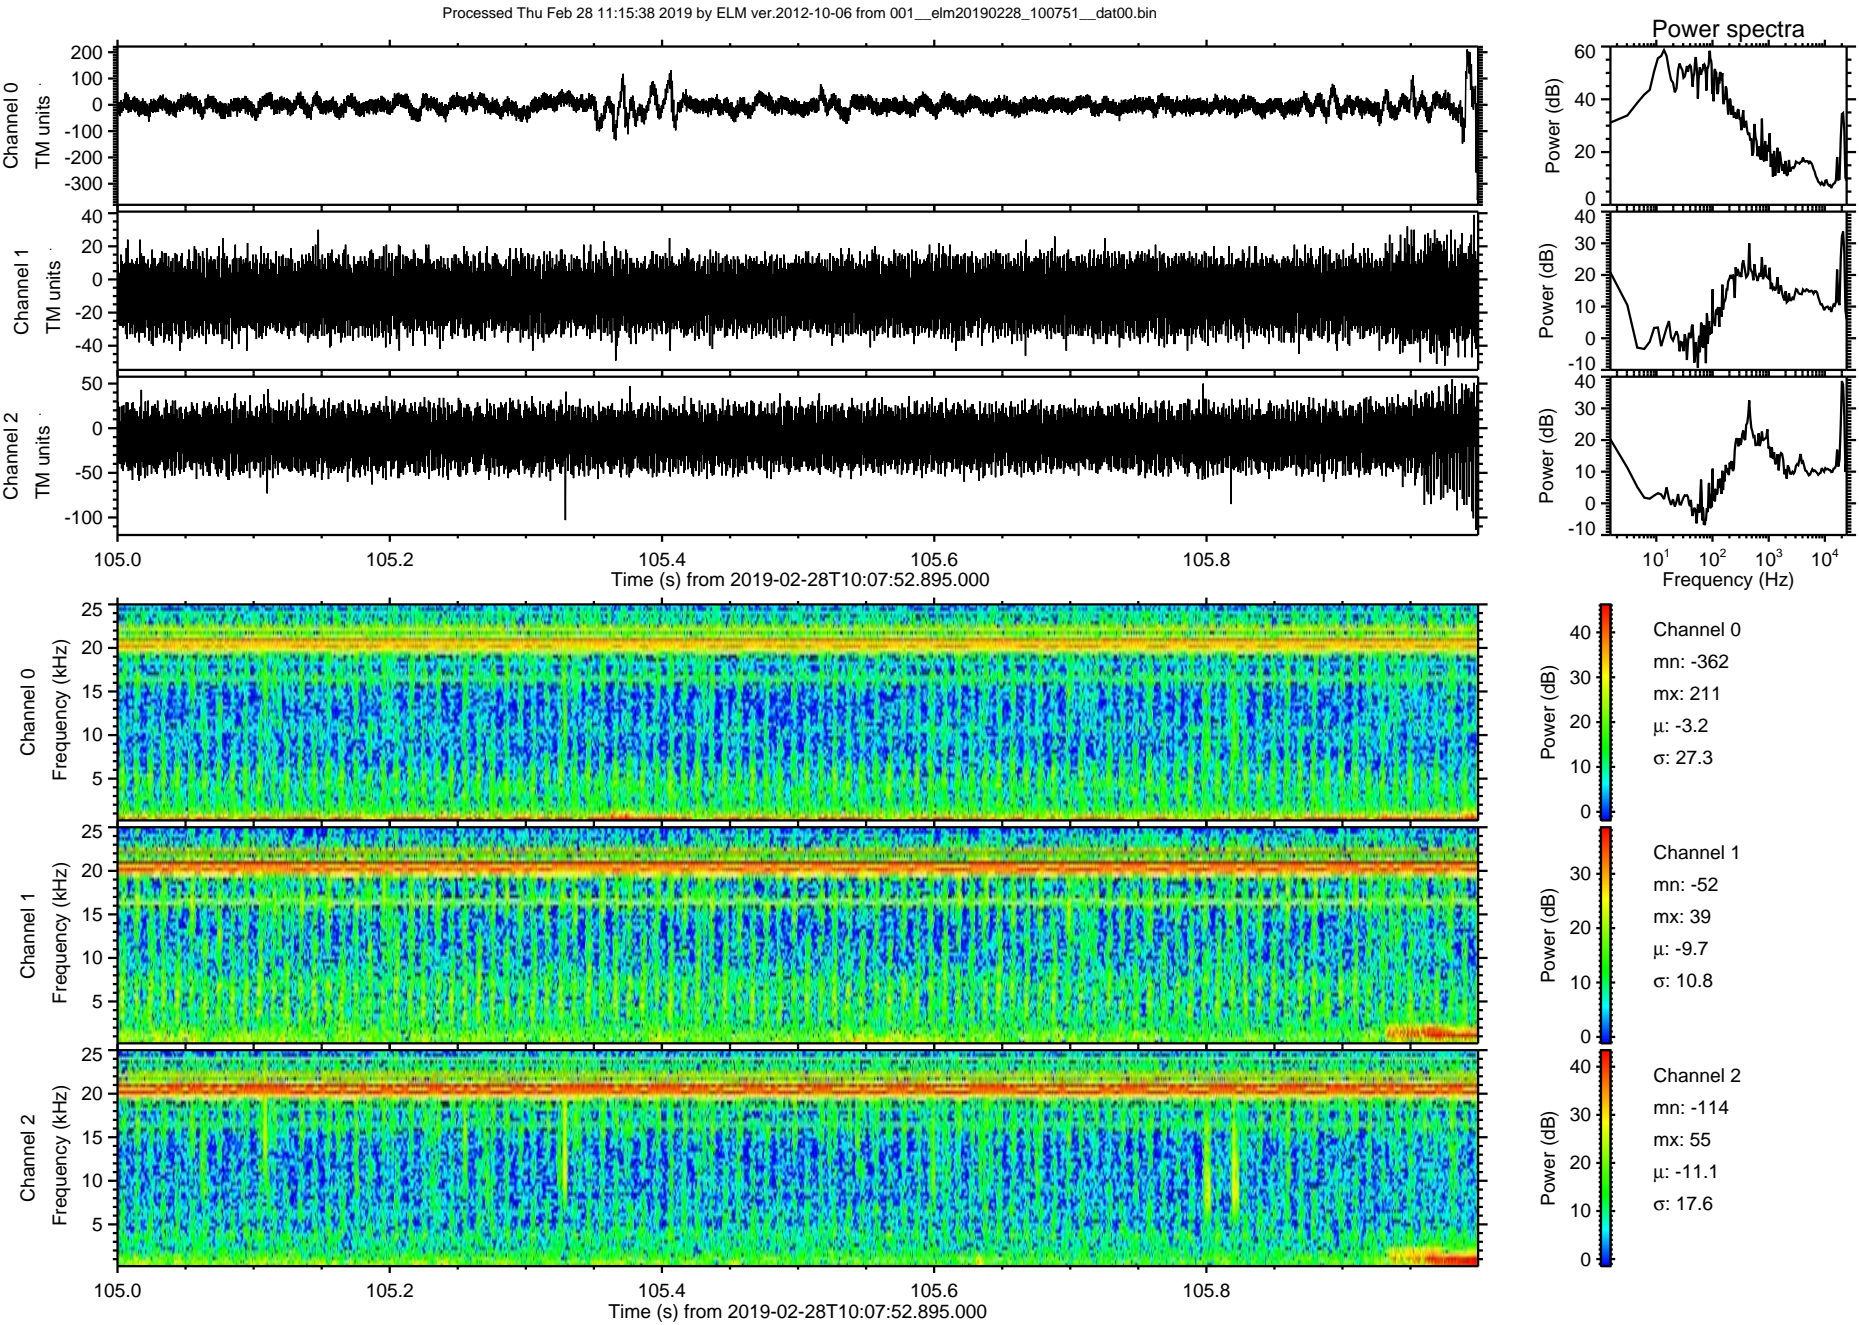 Processed Thu Feb 28 11:15:38 2019 by ELM ver.2012-10-06 from 001__elm20190228_100751__dat00.bin
Power spectra
Channel 0
TM units
200
100
0
-100
-200
-300
Power (dB)
60
40
20
0
Channel 1
TM units
40
20
0
-20
-40
Power (dB)
40
30
20
10
0
-10
Channel 2
TM units
50
0
-50
-100
Power (dB)
40
30
20
10
0
-10
105.0 105.2 105.4 105.6 105.8
Time (s) from 2019-02-28T10:07:52.895.000
10¹ 10² 10³ 10⁴
Frequency (Hz)
Channel 0
Frequency (kHz)
25
20
15
10
5
Power (dB)
40
30
20
10
0
Channel 0
mn: -362
mx: 211
μ: -3.2
σ: 27.3
Channel 1
Frequency (kHz)
25
20
15
10
5
Power (dB)
30
20
10
0
Channel 1
mn: -52
mx: 39
μ: -9.7
σ: 10.8
Channel 2
Frequency (kHz)
25
20
15
10
5
Power (dB)
40
30
20
10
0
Channel 2
mn: -114
mx: 55
μ: -11.1
σ: 17.6
105.0 105.2 105.4 105.6 105.8
Time (s) from 2019-02-28T10:07:52.895.000